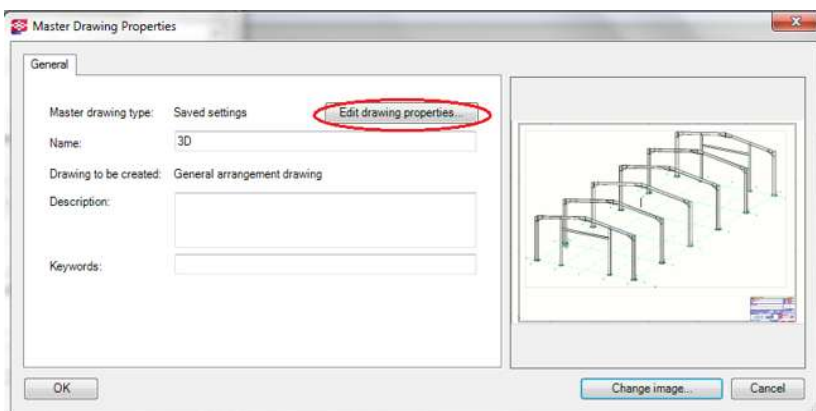 Master Drawing Properties
General
Master drawing type: Saved settings Edit drawing properties...
Name: 3D
Drawing to be created: General arrangement drawing
Description:
Keywords:
OK Change image... Cancel